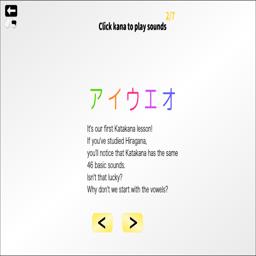 2/7
Click kana to play sounds
アイウエオ
It's our first Katakana lesson!
If you've studied Hiragana,
you'll notice that Katakana has the same
46 basic sounds.
Isn't that lucky?
Why don't we start with the vowels?